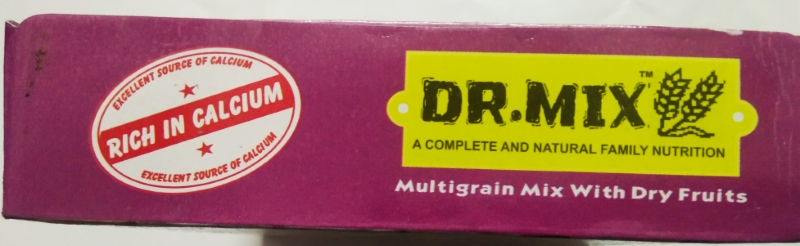 EXCELLENT SOURCE OF CALCIUM
RICH IN CALCIUM
EXCELLENT SOURCE OF CALCIUM
DR.MIX™
A COMPLETE AND NATURAL FAMILY NUTRITION
Multigrain Mix With Dry Fruits